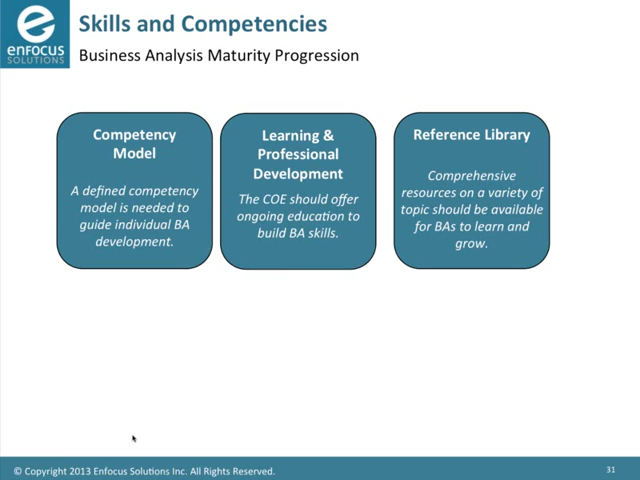 enfocus
SOLUTIONS
Skills and Competencies
Business Analysis Maturity Progression
Competency
Model
A defined competency
model is needed to
guide individual BA
development.
Learning &
Professional
Development
The COE should offer
ongoing education to
build BA skills.
Reference Library
Comprehensive
resources on a variety of
topic should be available
for BAs to learn and
grow.
© Copyright 2013 Enfocus Solutions Inc. All Rights Reserved.
31